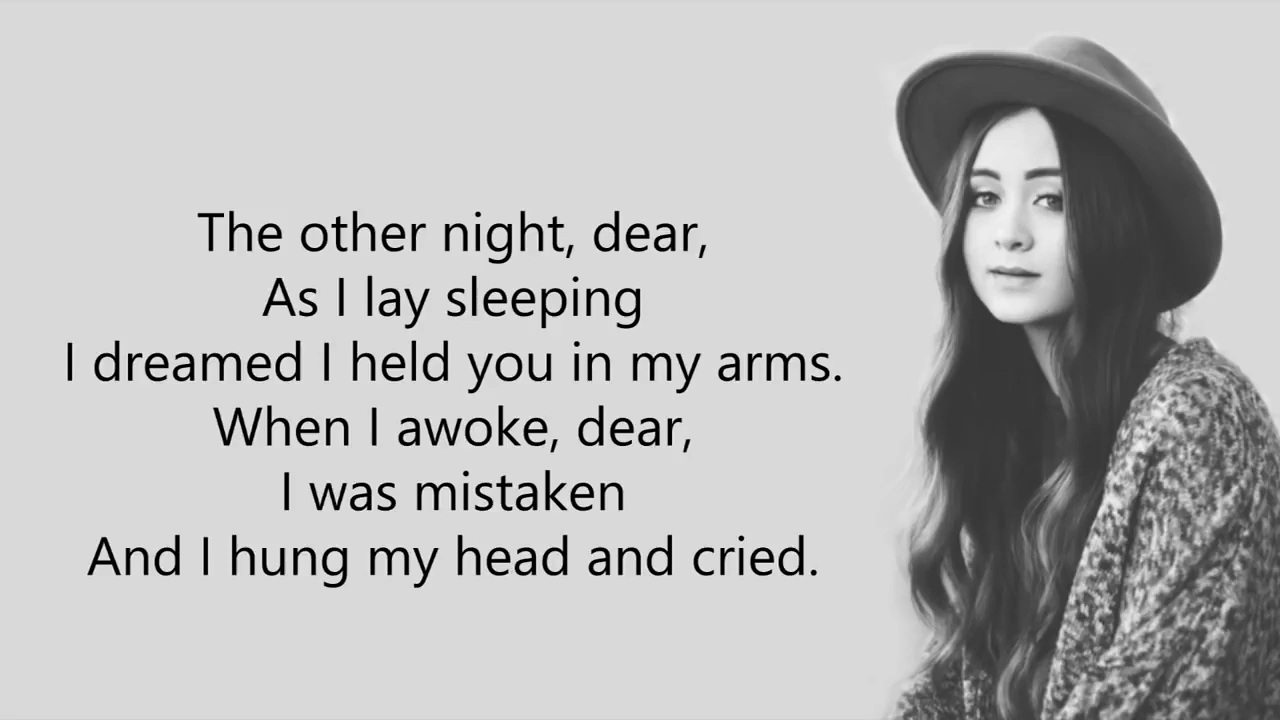 The other night, dear,
As I lay sleeping
I dreamed I held you in my arms.
When I awoke, dear,
I was mistaken
And I hung my head and cried.